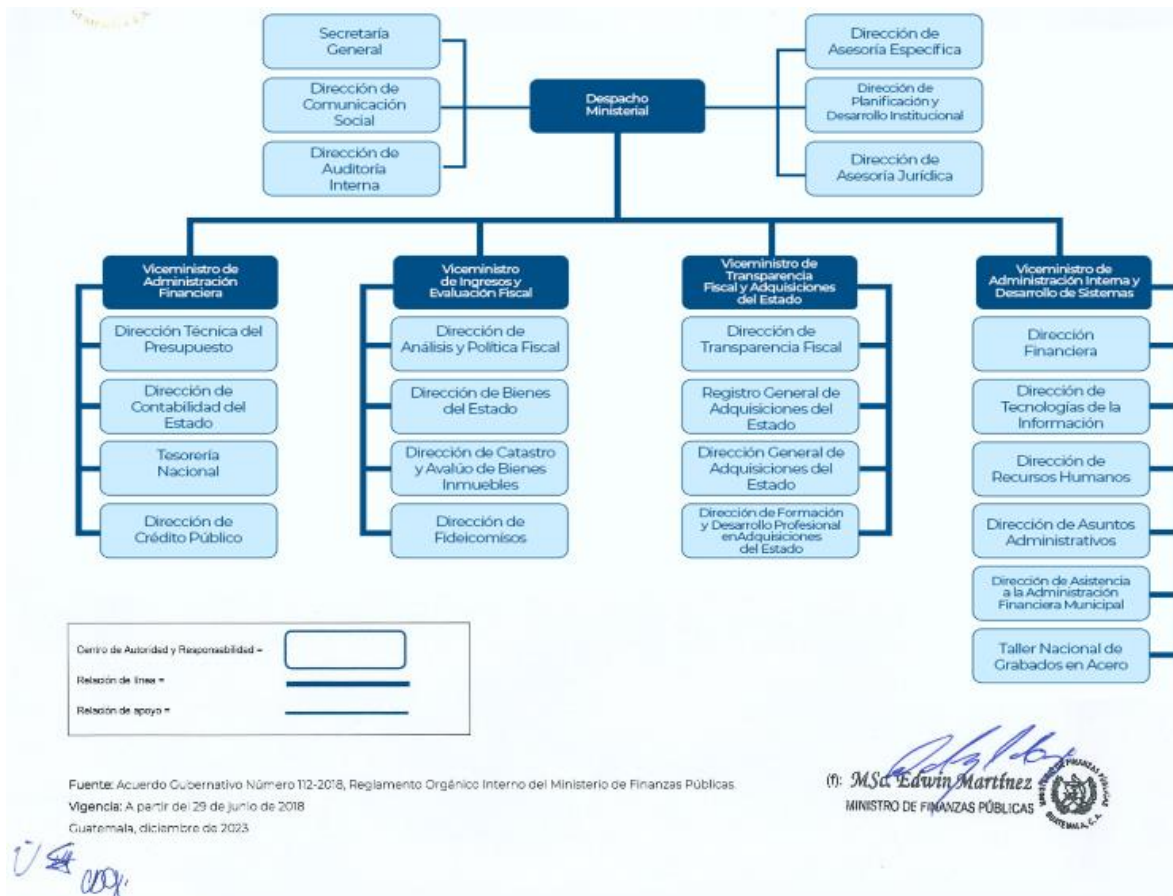 Secretaría
General
Dirección de
Comunicación
Social
Dirección de
Auditoría
Interna
Despacho
Ministerial
Dirección de
Asesoría Específica
Dirección de
Planificación y
Desarrollo Institucional
Dirección de
Asesoría Jurídica
Viceministro de
Administración
Financiera
Dirección Técnica del
Presupuesto
Dirección de
Contabilidad del
Estado
Tesorería
Nacional
Dirección de
Crédito Público
Viceministro
de Ingresos y
Evaluación Fiscal
Dirección de
Análisis y Política Fiscal
Dirección de Bienes
del Estado
Dirección de Catastro
y Avalúo de Bienes
Inmuebles
Dirección de
Fideicomisos
Viceministro de
Transparencia
Fiscal y Adquisiciones
del Estado
Dirección de
Transparencia Fiscal
Registro General de
Adquisiciones del
Estado
Dirección General de
Adquisiciones del
Estado
Dirección de Formación
y Desarrollo Profesional
enAdquisiciones
del Estado
Viceministro de
Administración Interna y
Desarrollo de Sistemas
Dirección
Financiera
Dirección de
Tecnologías de la
Información
Dirección de
Recursos Humanos
Dirección de Asuntos
Administrativos
Dirección de Asistencia
a la Administración
Financiera Municipal
Taller Nacional de
Grabados en Acero
Centro de Autoridad y Responsabilidad =
Relación de línea =
Relación de apoyo =
Fuente: Acuerdo Gubernativo Número 112-2018, Reglamento Orgánico Interno del Ministerio de Finanzas Públicas
Vigencia: A partir del 29 de junio de 2018
Guatemala, diciembre de 2023
(f): MSc. Edwin Martínez
MINISTRO DE FINANZAS PÚBLICAS
MINISTERIO DE FINANZAS PÚBLICAS
GUATEMALA, C.A.